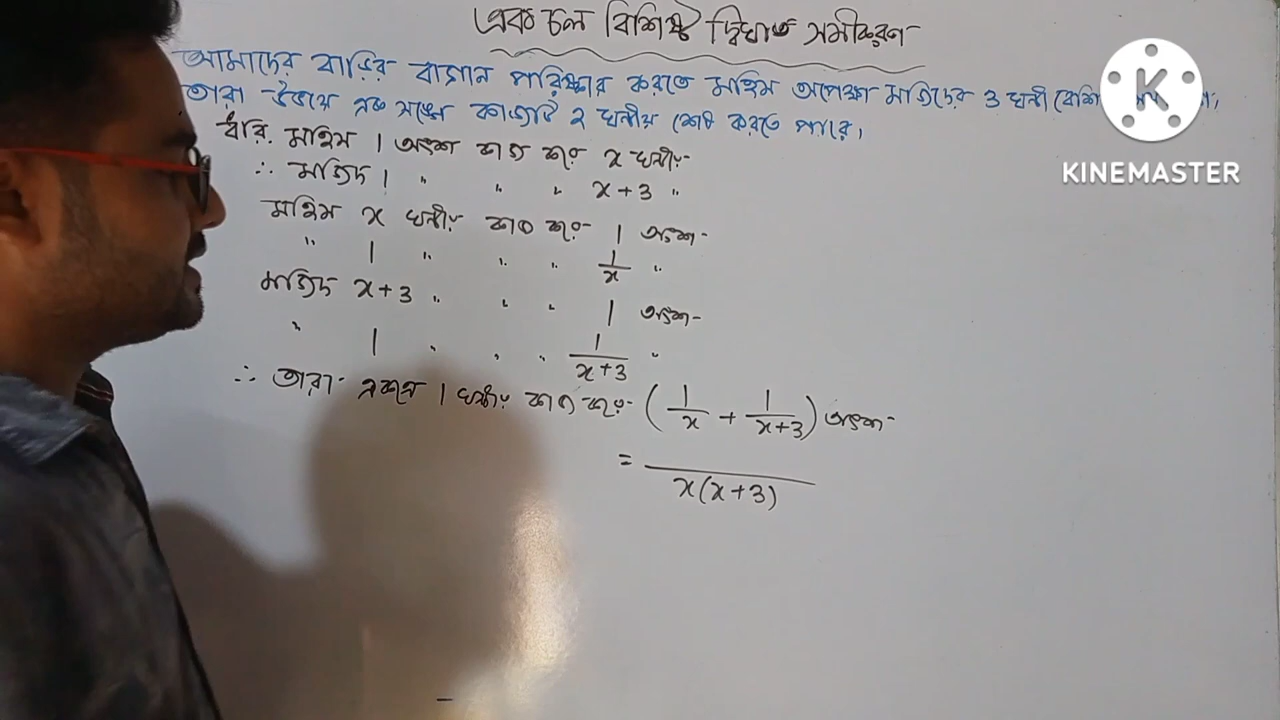 একচল বিশিষ্ট দ্বিঘাত সমীকরণ
আমাদের বাড়ির বাগান পরিষ্কার করতে মহিম অপেক্ষা মজিদের 3 ঘন্টা বেশি
তারা উভয়ে এক সঙ্গে কাজটি 2 ঘন্টায় শেষ করতে পারে।
ধরি. মহিম 1 অংশ কাজ করে x ঘন্টায়
∴ মজিদ 1 " " " x+3 "
মহিম x ঘন্টায় কাজ করে 1 অংশ
" 1 " " " 1/x "
মজিদ x+3 " " " 1 অংশ
" 1 " " " 1/(x+3) "
∴ তারা একত্রে 1 ঘন্টায় কাজ করে (1/x + 1/(x+3)) অংশ
= /x(x+3)
K
KINEMASTER